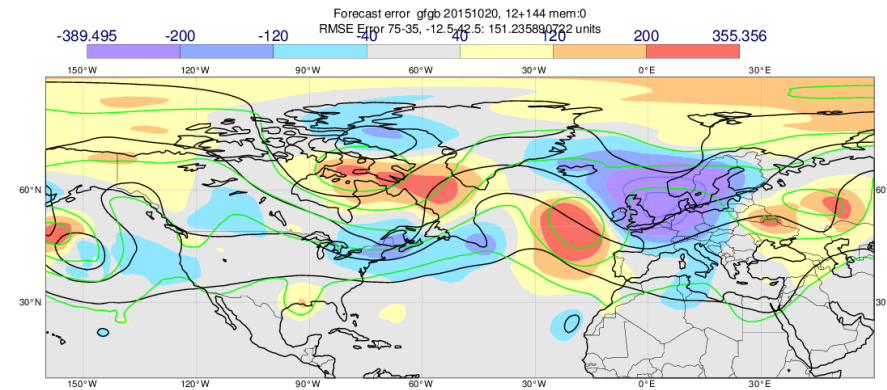 Forecast error gfgb 20151020, 12+144 mem:0
RMSE Error 75-35, -12.5-42.5: 151.235890722 units
-389.495 -200 -120 -40 40 120 200 355.356
150°W 120°W 90°W 60°W 30°W 0°E 30°E
60°N 60
30°N 30
150°W 120°W 90°W 60°W 30°W 0°E 30°E